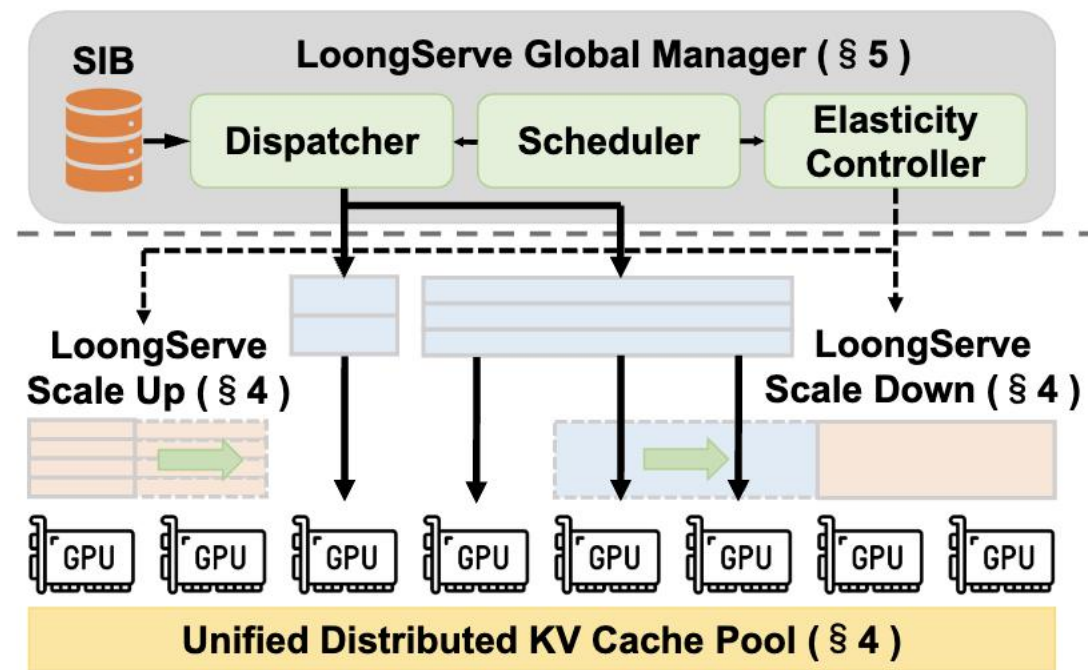 SIB
LoongServe Global Manager ( § 5 )
Dispatcher
Scheduler
Elasticity
Controller
LoongServe
Scale Up ( § 4 )
LoongServe
Scale Down ( § 4 )
GPU
GPU
GPU
GPU
GPU
GPU
GPU
GPU
Unified Distributed KV Cache Pool ( § 4 )